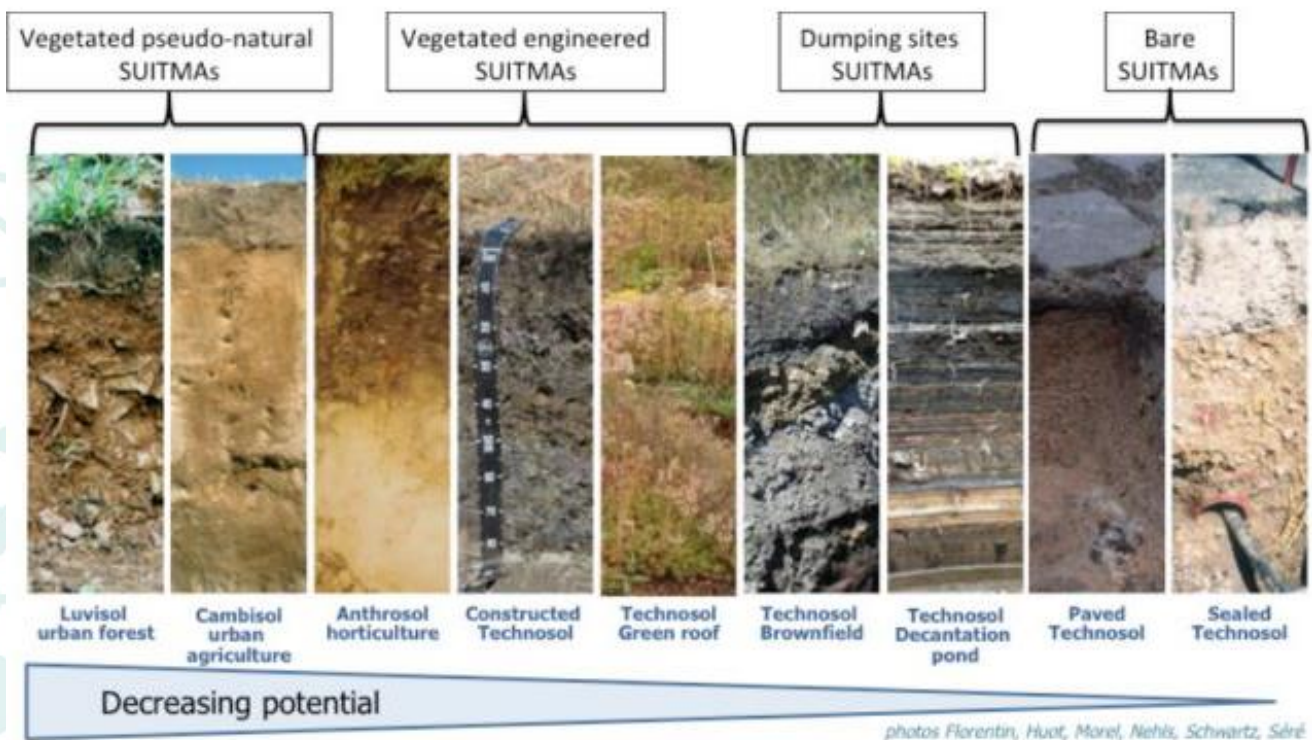 Vegetated pseudo-natural
SUITMAs
Vegetated engineered
SUITMAs
Dumping sites
SUITMAs
Bare
SUITMAs
Luvisol
urban forest
Cambisol
urban
agriculture
Anthrosol
horticulture
Constructed
Technosol
Technosol
Green roof
Technosol
Brownfield
Technosol
Decantation
pond
Paved
Technosol
Sealed
Technosol
Decreasing potential
photos Florentin, Huot, Morel, Nehls, Schwartz, Séré